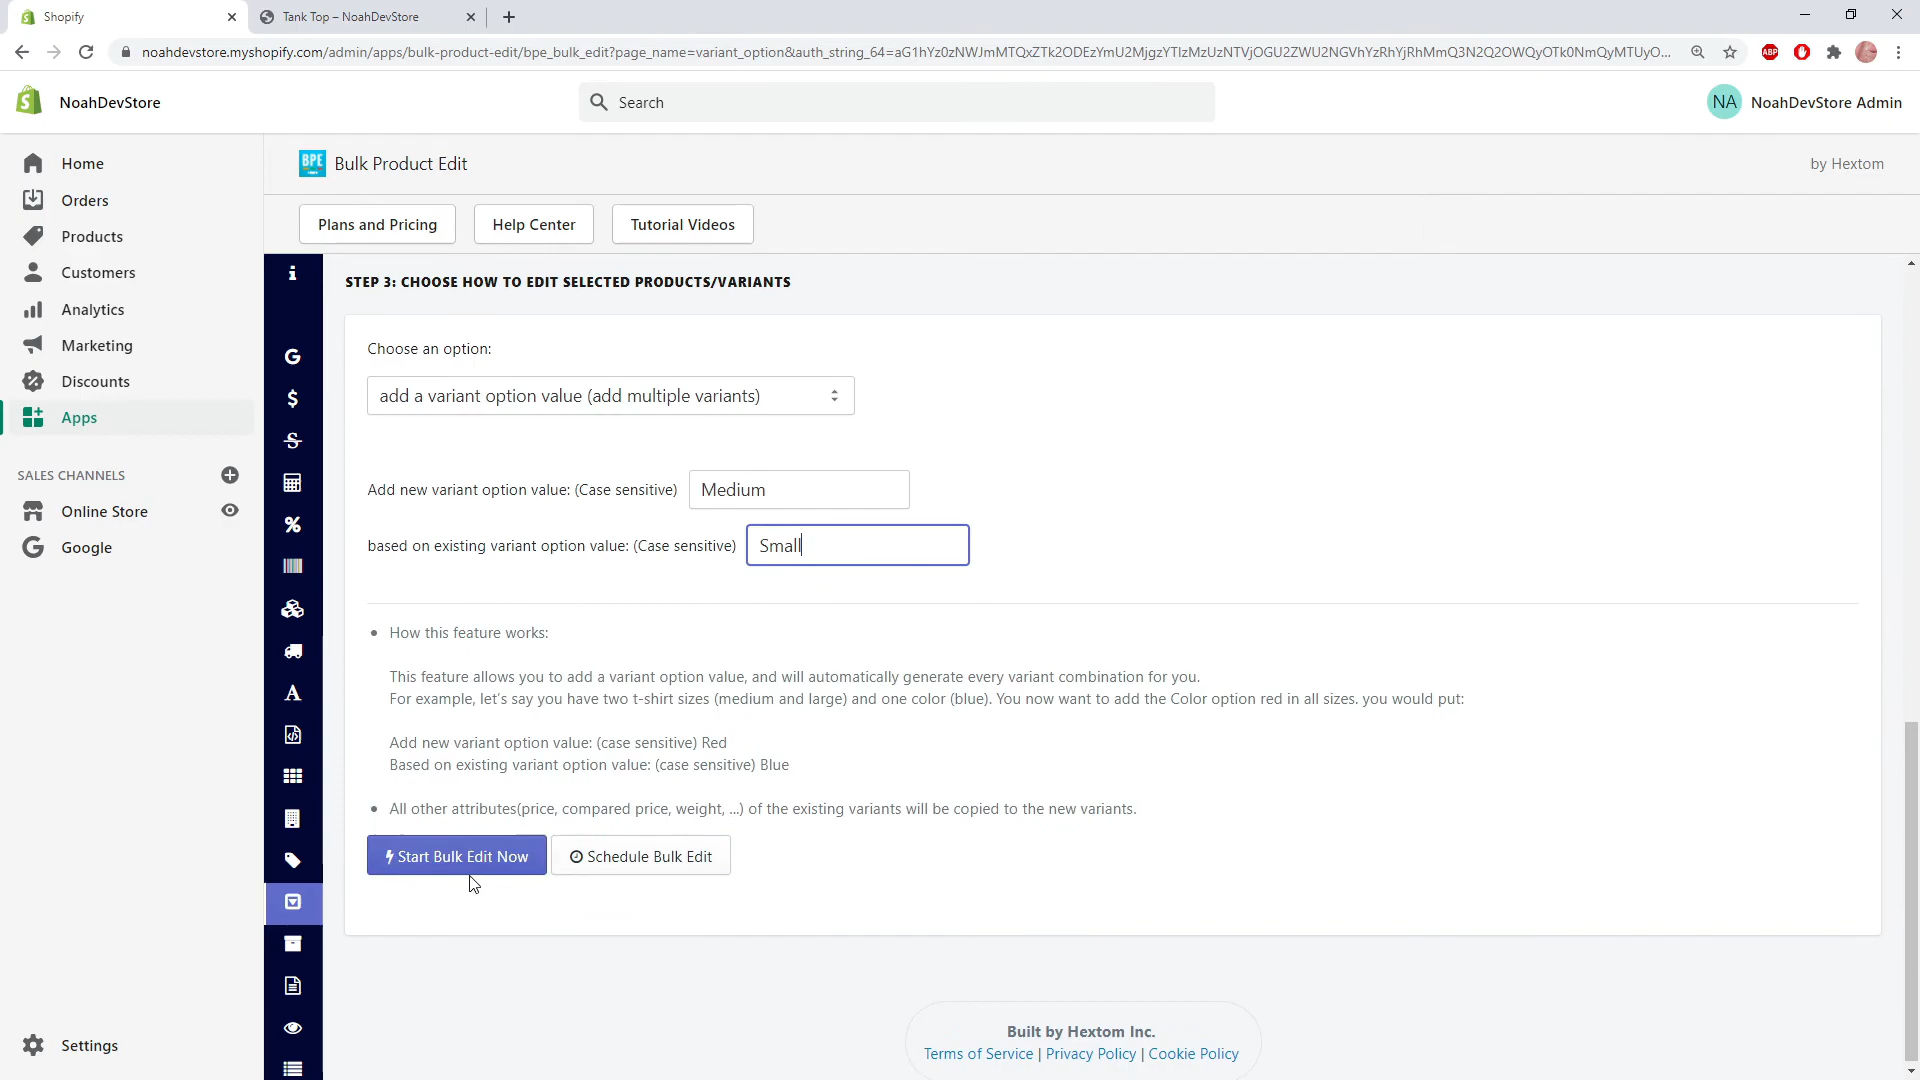 Shopify
Tank Top – NoahDevStore
noahdevstore.myshopify.com/admin/apps/bulk-product-edit/bpe_bulk_edit?page_name=variant_option&auth_string_64=
NoahDevStore
Search
NA NoahDevStore Admin
Home
Orders
Products
Customers
Analytics
Marketing
Discounts
Apps
SALES CHANNELS
Online Store
Google
Settings
BPE Bulk Product Edit
by Hextom
Plans and Pricing
Help Center
Tutorial Videos
STEP 3: CHOOSE HOW TO EDIT SELECTED PRODUCTS/VARIANTS
Choose an option:
add a variant option value (add multiple variants)
Add new variant option value: (Case sensitive) Medium
based on existing variant option value: (Case sensitive) Small
How this feature works:
This feature allows you to add a variant option value, and will automatically generate every variant combination for you.
For example, let's say you have two t-shirt sizes (medium and large) and one color (blue). You now want to add the Color option red in all sizes. you would put:
Add new variant option value: (case sensitive) Red
Based on existing variant option value: (case sensitive) Blue
All other attributes(price, compared price, weight, ...) of the existing variants will be copied to the new variants.
Start Bulk Edit Now
Schedule Bulk Edit
Built by Hextom Inc.
Terms of Service | Privacy Policy | Cookie Policy